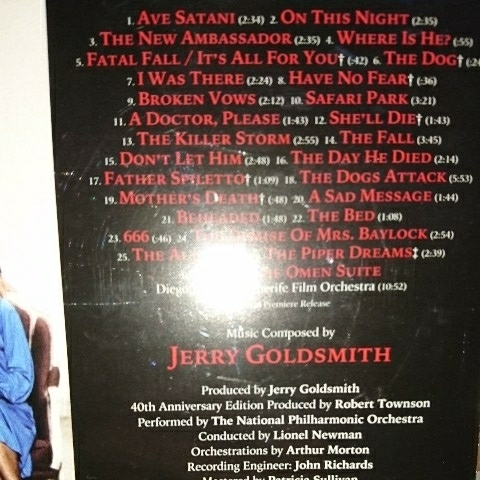 1. AVE SATANI (2:34) 2. ON THIS NIGHT (2:35)
3. THE NEW AMBASSADOR (2:35) 4. WHERE IS HE? (:55)
5. FATAL FALL / IT'S ALL FOR YOU† (:42) 6. THE DOG†
7. I WAS THERE (2:24) 8. HAVE NO FEAR† (:36)
9. BROKEN VOWS (2:12) 10. SAFARI PARK (3:21)
11. A DOCTOR, PLEASE (1:43) 12. SHE'LL DIE† (1:43)
13. THE KILLER STORM (2:55) 14. THE FALL (3:45)
15. DON'T LET HIM (2:48) 16. THE DAY HE DIED (2:14)
17. FATHER SPILETTO† (1:09) 18. THE DOGS ATTACK (5:53)
19. MOTHER'S DEATH† (:48) 20. A SAD MESSAGE (1:44)
21. BEHEADED (1:48) 22. THE BED (1:08)
23. 666 (:46) 24. OF MRS. BAYLOCK (2:54)
25. THE THE PIPER DREAMS‡ (2:39)
OMEN SUITE
Diego Film Orchestra (10:52)
Premiere Release
Music Composed by
JERRY GOLDSMITH
Produced by Jerry Goldsmith
40th Anniversary Edition Produced by Robert Townson
Performed by The National Philharmonic Orchestra
Conducted by Lionel Newman
Orchestrations by Arthur Morton
Recording Engineer: John Richards
Mastered by Patricia Sullivan